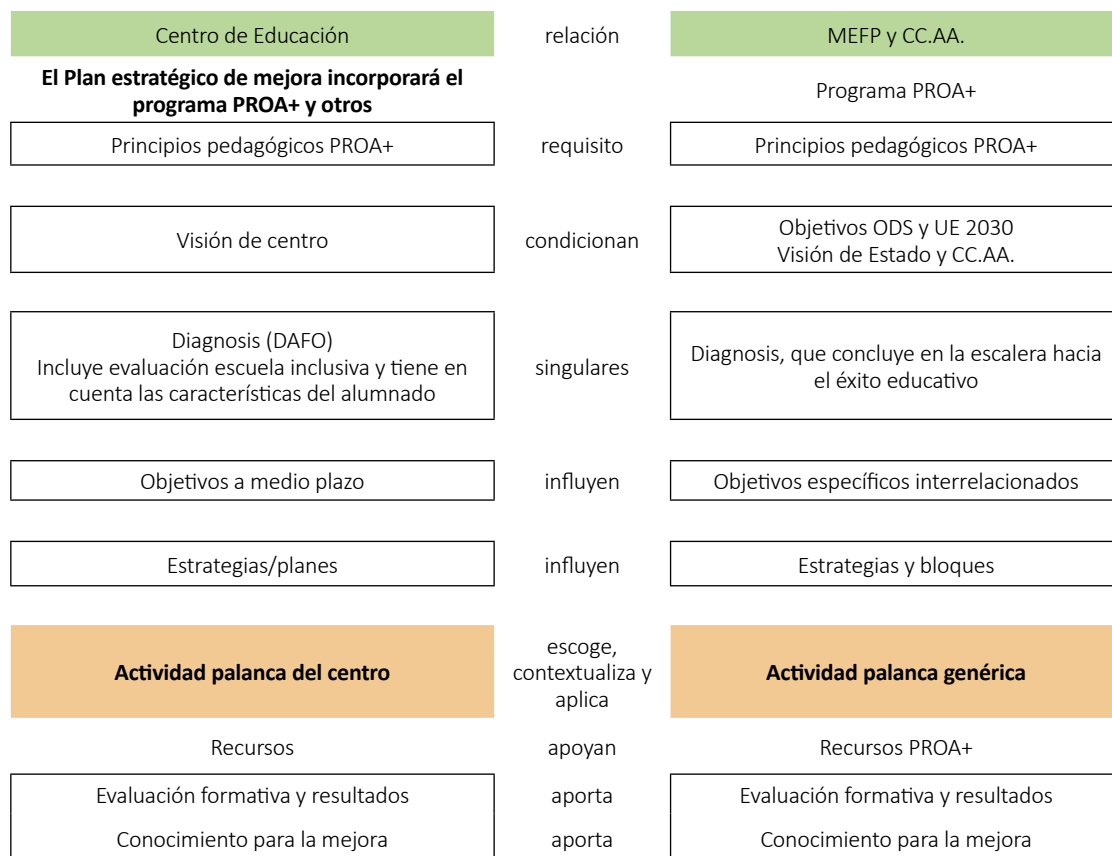 Centro de Educación relación MEFP y CC.AA.
El Plan estratégico de mejora incorporará el
programa PROA+ y otros
Programa PROA+
Principios pedagógicos PROA+ requisito Principios pedagógicos PROA+
Visión de centro condicionan Objetivos ODS y UE 2030
Visión de Estado y CC.AA.
Diagnosis (DAFO)
Incluye evaluación escuela inclusiva y tiene en
cuenta las características del alumnado
singulares
Diagnosis, que concluye en la escalera hacia
el éxito educativo
Objetivos a medio plazo influyen Objetivos específicos interrelacionados
Estrategias/planes influyen Estrategias y bloques
Actividad palanca del centro
escoge,
contextualiza y
aplica
Actividad palanca genérica
Recursos apoyan Recursos PROA+
Evaluación formativa y resultados aporta Evaluación formativa y resultados
Conocimiento para la mejora aporta Conocimiento para la mejora